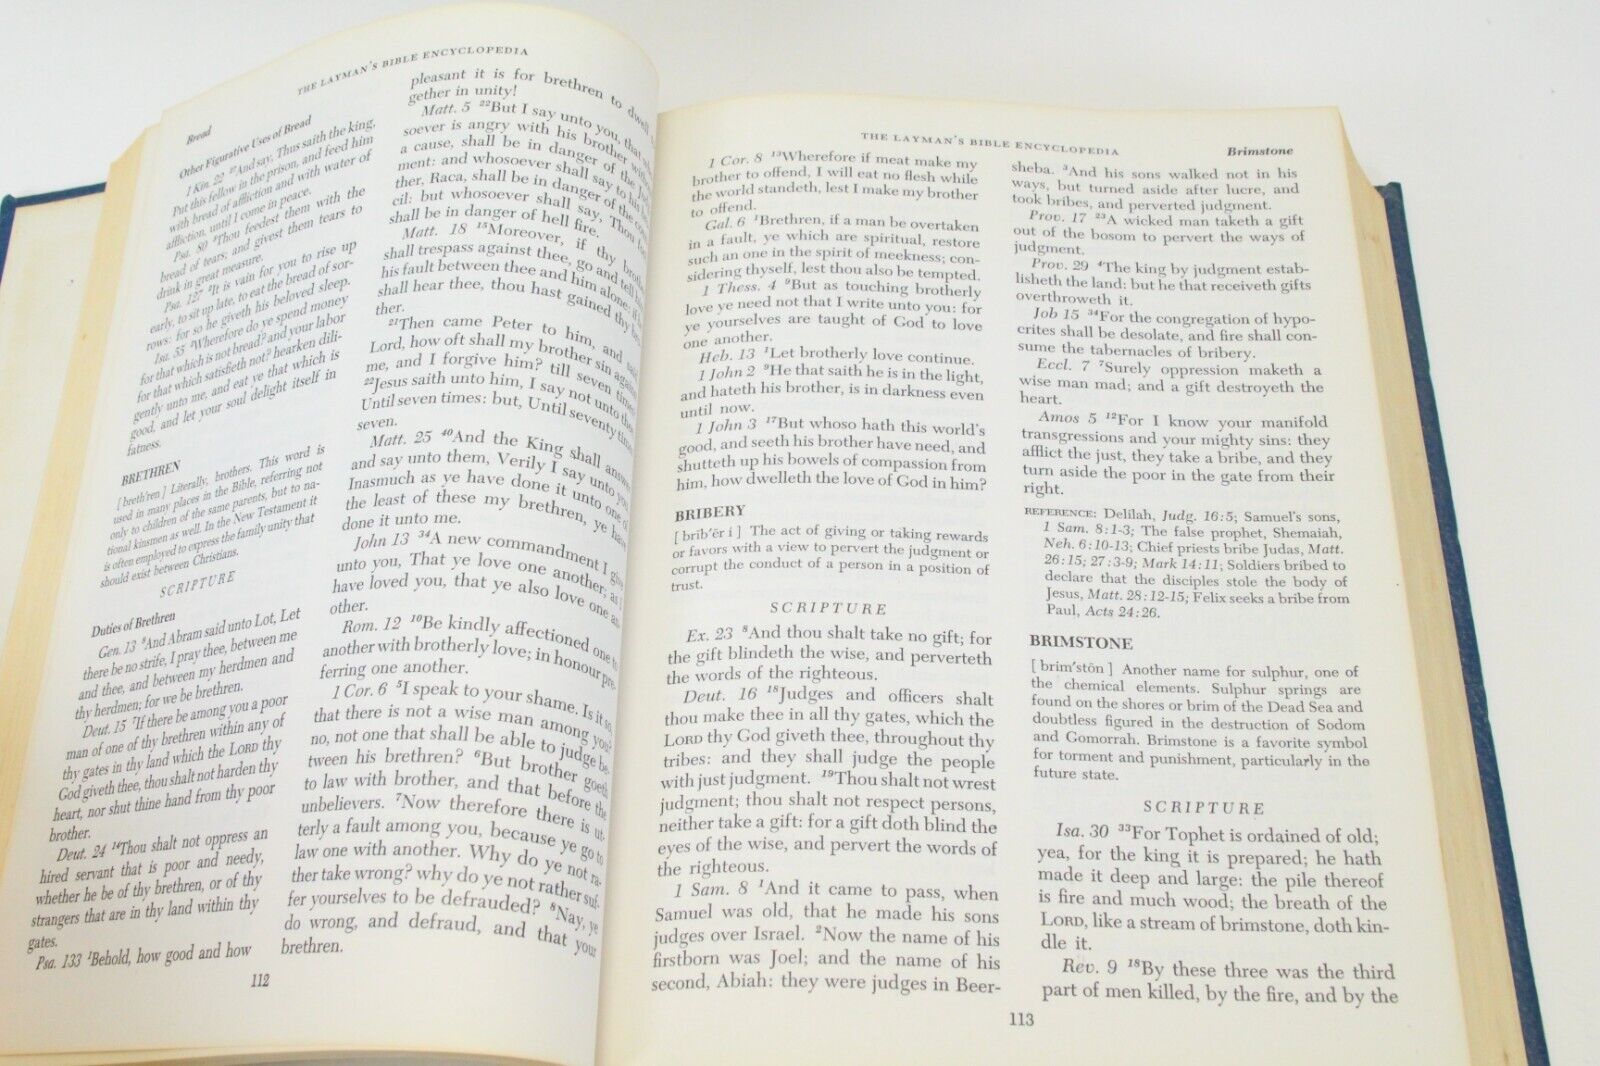 THE LAYMAN'S BIBLE ENCYCLOPEDIA
Bread
Other Figurative Uses of Bread
1 Kin. 22 ²⁷And say, Thus saith the king,
Put this fellow in the prison, and feed him
with bread of affliction and with water of
affliction, until I come in peace.
Psa. 80 ⁵Thou feedest them with the
bread of tears; and givest them tears to
drink in great measure.
Psa. 127 ²It is vain for you to rise up
early, to sit up late, to eat the bread of sor-
rows: for so he giveth his beloved sleep.
Isa. 55 ²Wherefore do ye spend money
for that which is not bread? and your labor
for that which satisfieth not? hearken dili-
gently unto me, and eat ye that which is
good, and let your soul delight itself in
fatness.
BRETHREN
[ breth'ren ] Literally, brothers. This word is
used in many places in the Bible, referring not
only to children of the same parents, but to na-
tional kinsmen as well. In the New Testament it
is often employed to express the family unity that
should exist between Christians.
SCRIPTURE
Duties of Brethren
Gen. 13 ⁸And Abram said unto Lot, Let
there be no strife, I pray thee, between me
and thee, and between my herdmen and
thy herdmen; for we be brethren.
Deut. 15 ⁷If there be among you a poor
man of one of thy brethren within any of
thy gates in thy land which the LORD thy
God giveth thee, thou shalt not harden thy
heart, nor shut thine hand from thy poor
brother.
Deut. 24 ¹⁴Thou shalt not oppress an
hired servant that is poor and needy,
whether he be of thy brethren, or of thy
strangers that are in thy land within thy
gates.
Psa. 133 ¹Behold, how good and how
pleasant it is for brethren to dwell
gether in unity!
Matt. 5 ²²But I say unto you, that
soever is angry with his brother without
a cause, shall be in danger of the
ment: and whosoever shall say to his
ther, Raca, shall be in danger of the
cil: but whosoever shall say, Thou
shall be in danger of hell fire.
Matt. 18 ¹⁵Moreover, if thy brother
shall trespass against thee, go and tell him
his fault between thee and him alone: if
shall hear thee, thou hast gained thy
ther.
²¹Then came Peter to him, and said,
Lord, how oft shall my brother sin against
me, and I forgive him? till seven times?
²²Jesus saith unto him, I say not unto thee
Until seven times: but, Until seventy times
seven.
Matt. 25 ⁴⁰And the King shall answer
and say unto them, Verily I say unto you
Inasmuch as ye have done it unto one of
the least of these my brethren, ye have
done it unto me.
John 13 ³⁴A new commandment I give
unto you, That ye love one another; as I
have loved you, that ye also love one an-
other.
Rom. 12 ¹⁰Be kindly affectioned one to
another with brotherly love; in honour pre-
ferring one another.
1 Cor. 6 ⁵I speak to your shame. Is it so,
that there is not a wise man among you?
no, not one that shall be able to judge be-
tween his brethren? ⁶But brother goeth
to law with brother, and that before the
unbelievers. ⁷Now therefore there is ut-
terly a fault among you, because ye go to
law one with another. Why do ye not ra-
ther take wrong? why do ye not rather suf-
fer yourselves to be defrauded? ⁸Nay, ye
do wrong, and defraud, and that your
brethren.
112
THE LAYMAN'S BIBLE ENCYCLOPEDIA
Brimstone
1 Cor. 8 ¹³Wherefore if meat make my
brother to offend, I will eat no flesh while
the world standeth, lest I make my brother
to offend.
Gal. 6 ¹Brethren, if a man be overtaken
in a fault, ye which are spiritual, restore
such an one in the spirit of meekness; con-
sidering thyself, lest thou also be tempted.
1 Thess. 4 ⁹But as touching brotherly
love ye need not that I write unto you: for
ye yourselves are taught of God to love
one another.
Heb. 13 ¹Let brotherly love continue.
1 John 2 ⁹He that saith he is in the light,
and hateth his brother, is in darkness even
until now.
1 John 3 ¹⁷But whoso hath this world's
good, and seeth his brother have need, and
shutteth up his bowels of compassion from
him, how dwelleth the love of God in him?
BRIBERY
[ brīb'ẽr i ] The act of giving or taking rewards
or favors with a view to pervert the judgment or
corrupt the conduct of a person in a position of
trust.
SCRIPTURE
Ex. 23 ⁸And thou shalt take no gift; for
the gift blindeth the wise, and perverteth
the words of the righteous.
Deut. 16 ¹⁸Judges and officers shalt
thou make thee in all thy gates, which the
LORD thy God giveth thee, throughout thy
tribes: and they shall judge the people
with just judgment. ¹⁹Thou shalt not wrest
judgment; thou shalt not respect persons,
neither take a gift: for a gift doth blind the
eyes of the wise, and pervert the words of
the righteous.
1 Sam. 8 ¹And it came to pass, when
Samuel was old, that he made his sons
judges over Israel. ²Now the name of his
firstborn was Joel; and the name of his
second, Abiah: they were judges in Beer-
sheba. ³And his sons walked not in his
ways, but turned aside after lucre, and
took bribes, and perverted judgment.
Prov. 17 ²³A wicked man taketh a gift
out of the bosom to pervert the ways of
judgment.
Prov. 29 ⁴The king by judgment estab-
lisheth the land: but he that receiveth gifts
overthroweth it.
Job 15 ³⁴For the congregation of hypo-
crites shall be desolate, and fire shall con-
sume the tabernacles of bribery.
Eccl. 7 ⁷Surely oppression maketh a
wise man mad; and a gift destroyeth the
heart.
Amos 5 ¹²For I know your manifold
transgressions and your mighty sins: they
afflict the just, they take a bribe, and they
turn aside the poor in the gate from their
right.
REFERENCE: Delilah, Judg. 16:5; Samuel's sons,
1 Sam. 8:1-3; The false prophet, Shemaiah,
Neh. 6:10-13; Chief priests bribe Judas, Matt.
26:15; 27:3-9; Mark 14:11; Soldiers bribed to
declare that the disciples stole the body of
Jesus, Matt. 28:12-15; Felix seeks a bribe from
Paul, Acts 24:26.
BRIMSTONE
[ brim'stōn ] Another name for sulphur, one of
the chemical elements. Sulphur springs are
found on the shores or brim of the Dead Sea and
doubtless figured in the destruction of Sodom
and Gomorrah. Brimstone is a favorite symbol
for torment and punishment, particularly in the
future state.
SCRIPTURE
Isa. 30 ³³For Tophet is ordained of old;
yea, for the king it is prepared; he hath
made it deep and large: the pile thereof
is fire and much wood; the breath of the
LORD, like a stream of brimstone, doth kin-
dle it.
Rev. 9 ¹⁸By these three was the third
part of men killed, by the fire, and by the
113